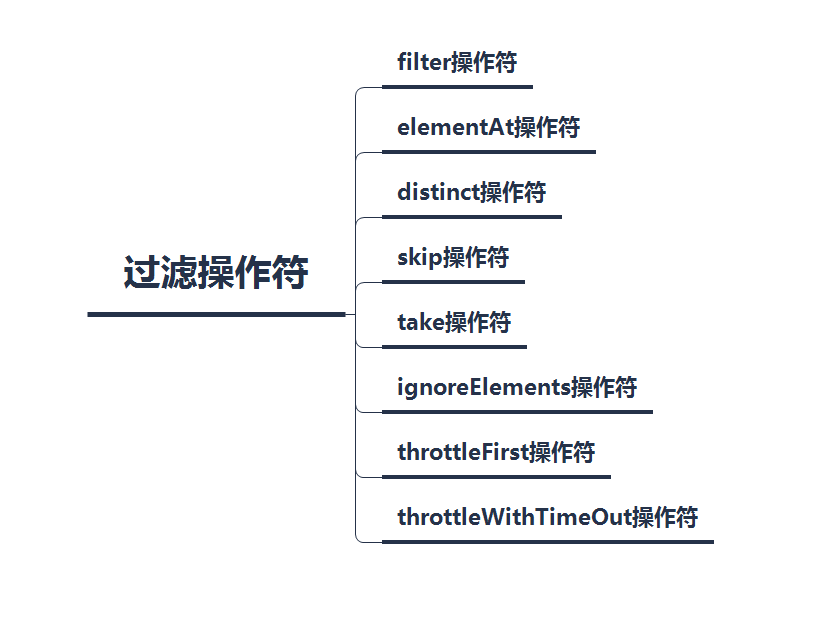 filter操作符
elementAt操作符
distinct操作符
skip操作符
过滤操作符
take操作符
ignoreElements操作符
throttleFirst操作符
throttleWithTimeOut操作符